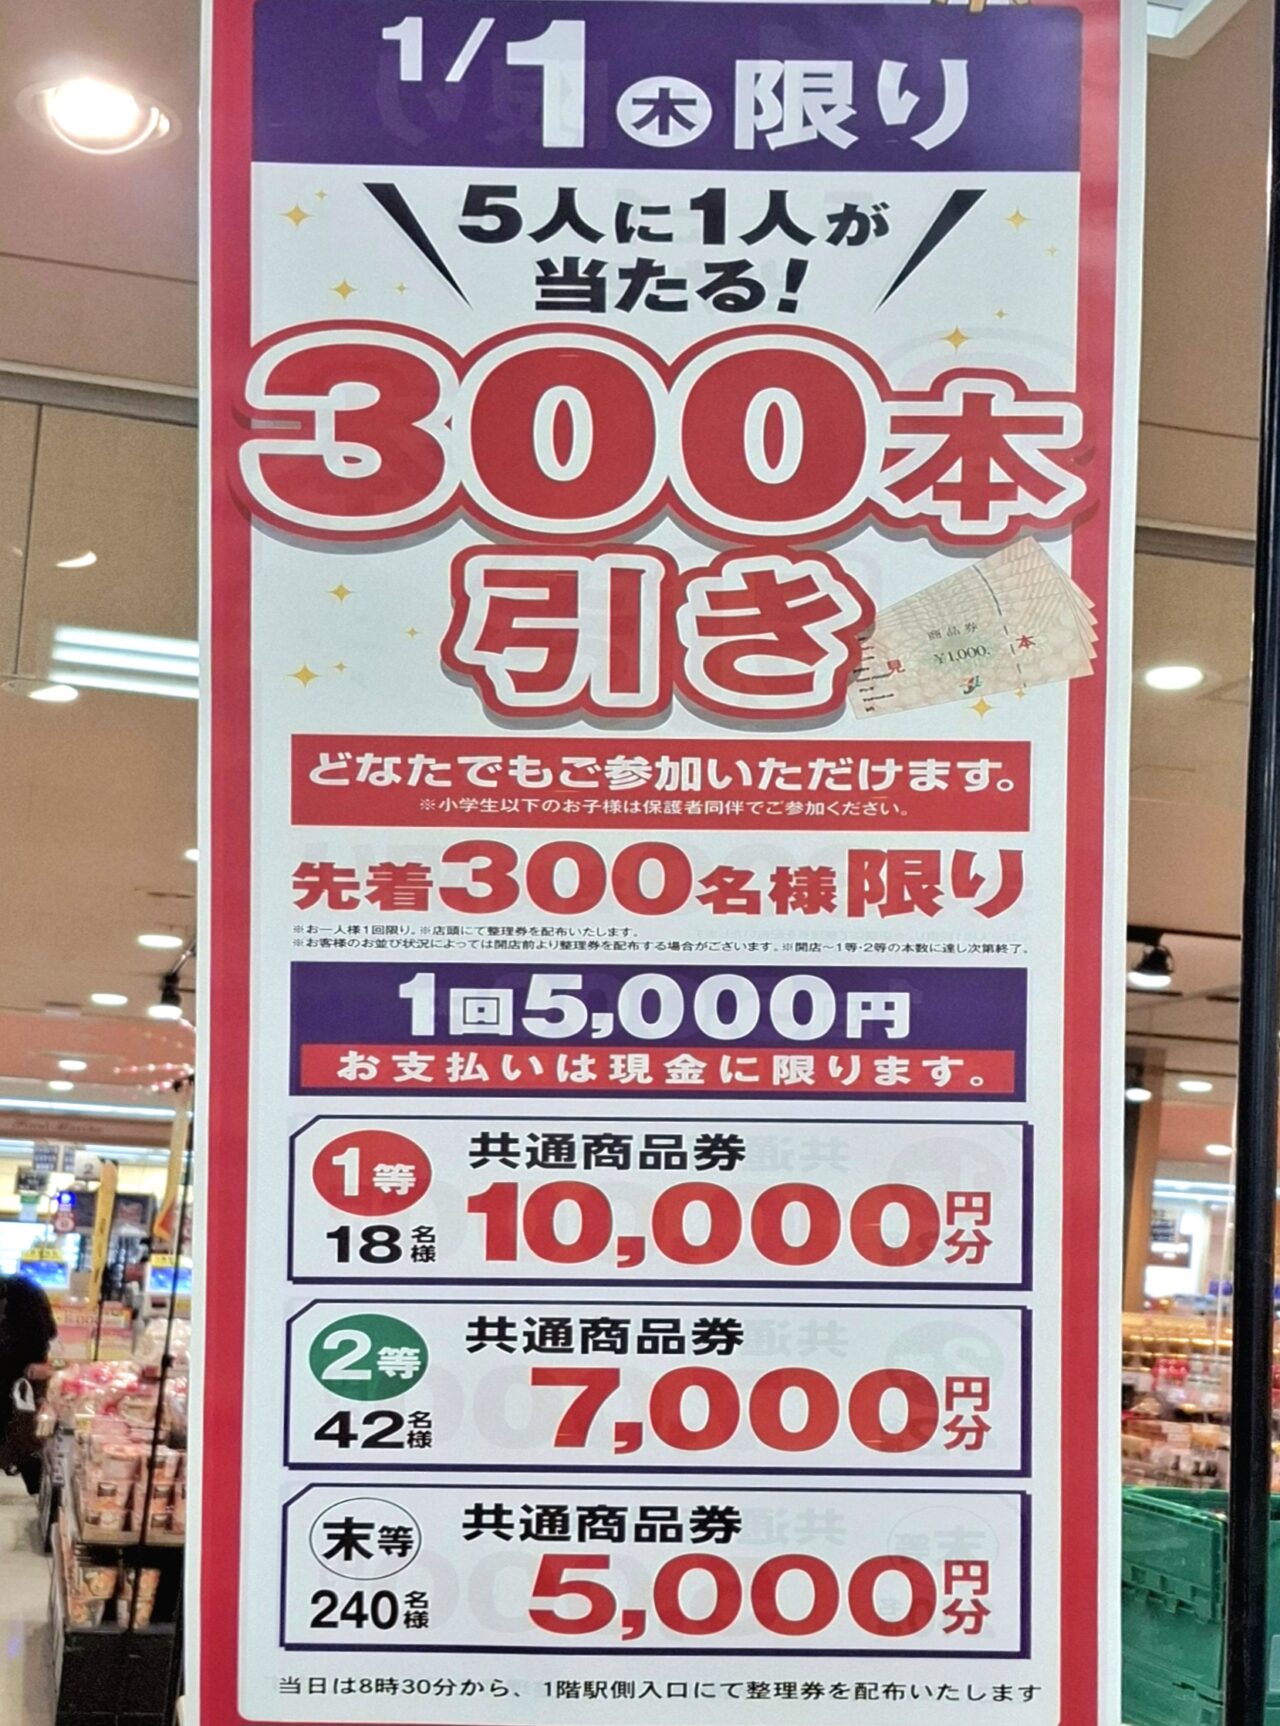 1/1㊍限り
5人に1人が
当たる!
300本
引き
商品券
¥1,000.
見
本
どなたでもご参加いただけます。
※小学生以下のお子様は保護者同伴でご参加ください。
先着300名様限り
※お一人様1回限り。※店頭にて整理券を配布いたします。
※お客様のお並び状況によっては開店前より整理券を配布する場合がございます。※開店〜1等・2等の本数に達し次第終了。
1回5,000円
お支払いは現金に限ります。
1等
18名様
共通商品券
10,000円分
2等
42名様
共通商品券
7,000円分
末等
240名様
共通商品券
5,000円分
当日は8時30分から、1階駅側入口にて整理券を配布いたします